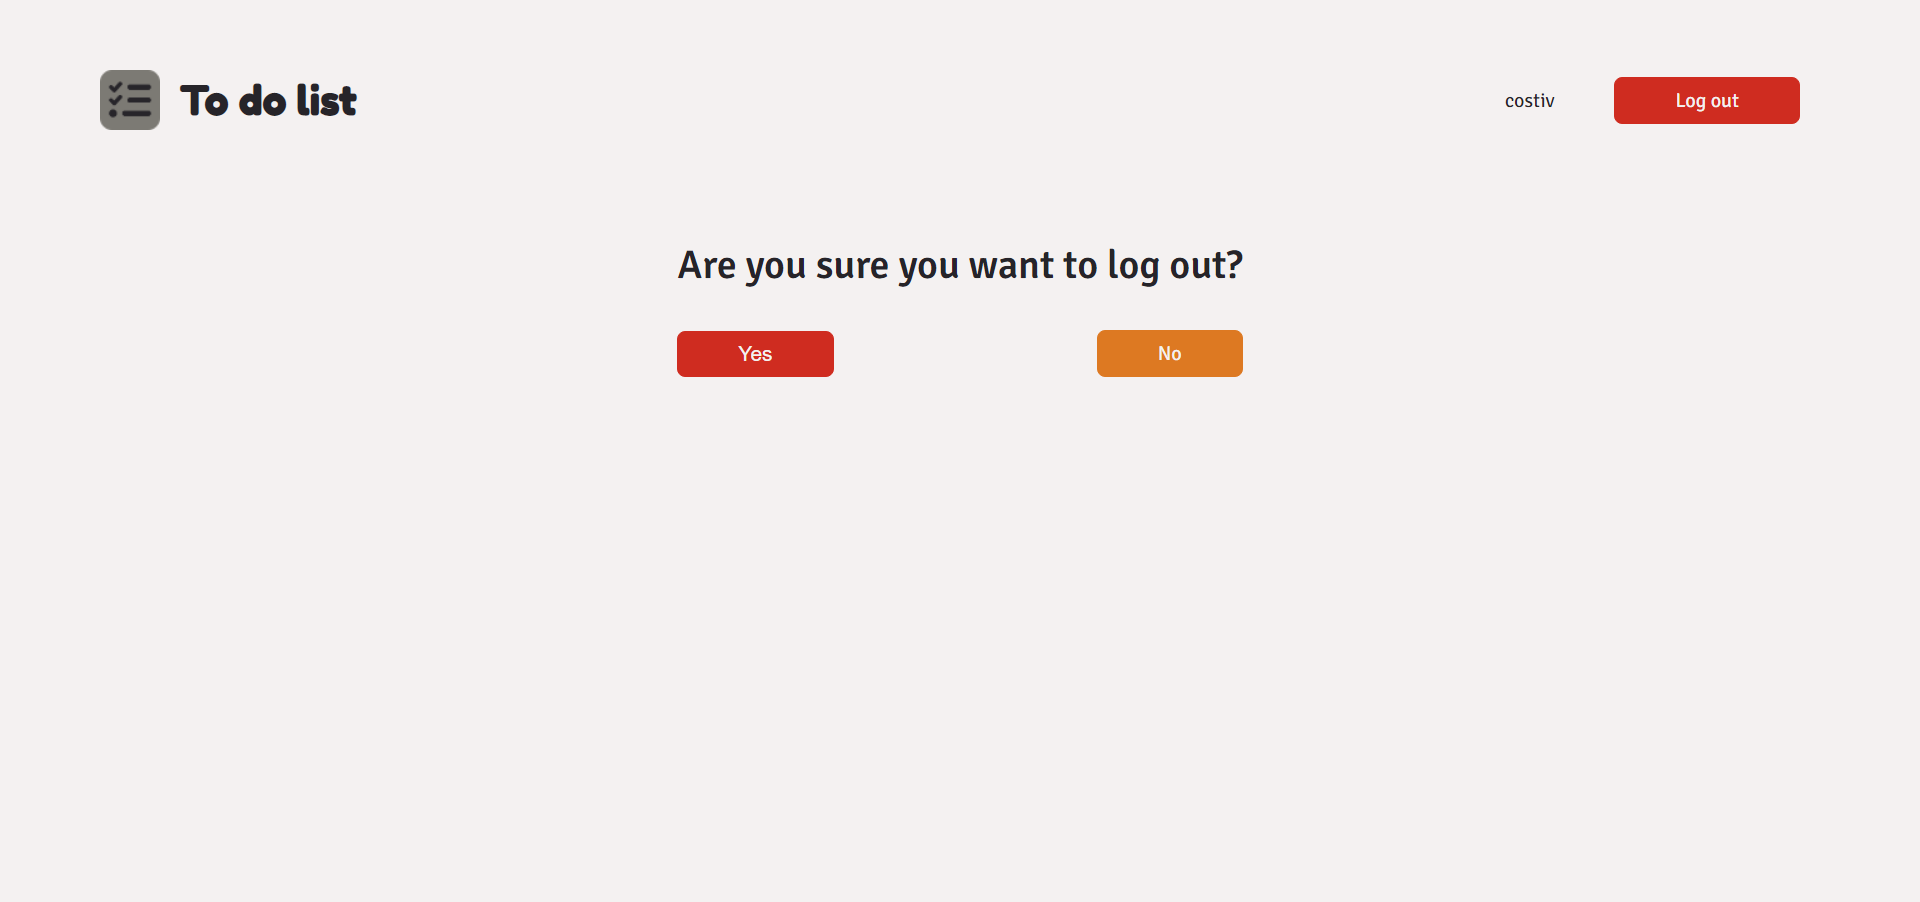 To do list
costiv
Log out
Are you sure you want to log out?
Yes
No